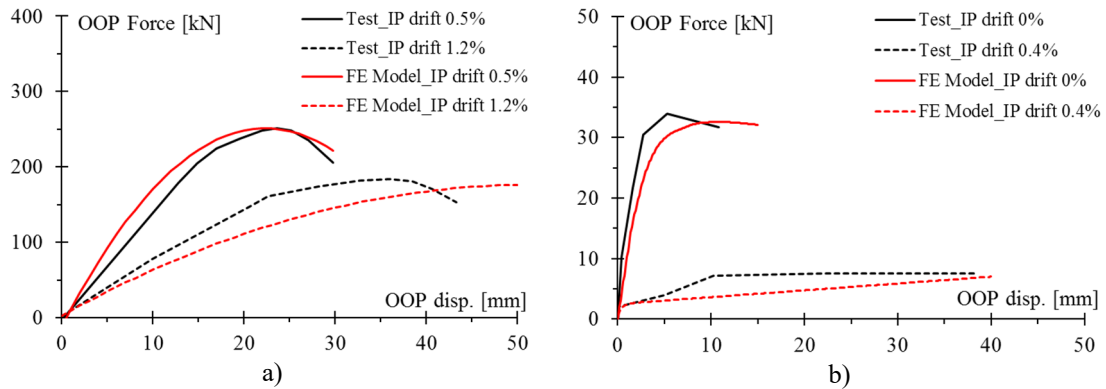 OOP Force [kN]
400
300
200
100
0
Test_IP drift 0.5%
Test_IP drift 1.2%
FE Model_IP drift 0.5%
FE Model_IP drift 1.2%
OOP disp. [mm]
0 10 20 30 40 50
a)
OOP Force [kN]
50
40
30
20
10
0
Test_IP drift 0%
Test_IP drift 0.4%
FE Model_IP drift 0%
FE Model_IP drift 0.4%
OOP disp. [mm]
0 10 20 30 40 50
b)